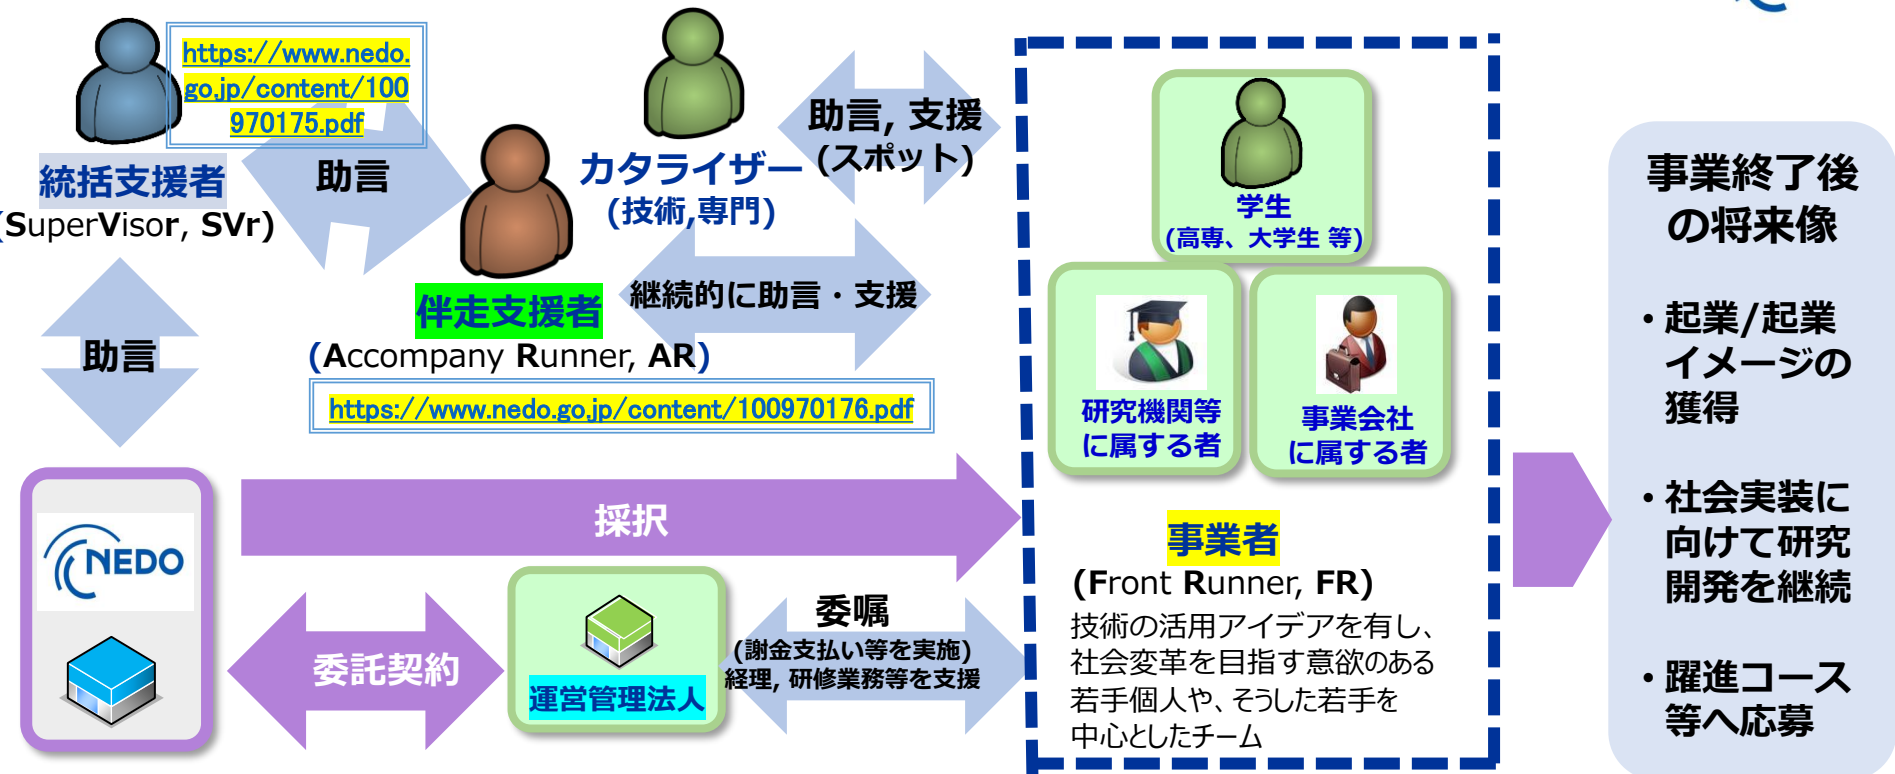 https://www.nedo.
go.jp/content/100
970175.pdf
統括支援者
(SuperVisor, SVr)
助言
助言
カタライザー
(技術,専門)
助言, 支援
(スポット)
継続的に助言・支援
伴走支援者
(Accompany Runner, AR)
https://www.nedo.go.jp/content/100970176.pdf
学生
(高専、大学生 等)
研究機関等
に属する者
事業会社
に属する者
採択
NEDO
委託契約
運営管理法人
委嘱
(謝金支払い等を実施)
経理, 研修業務等を支援
事業者
(Front Runner, FR)
技術の活用アイデアを有し、
社会変革を目指す意欲のある
若手個人や、そうした若手を
中心としたチーム
事業終了後
の将来像
・起業/起業
イメージの
獲得
・社会実装に
向けて研究
開発を継続
・躍進コース
等へ応募